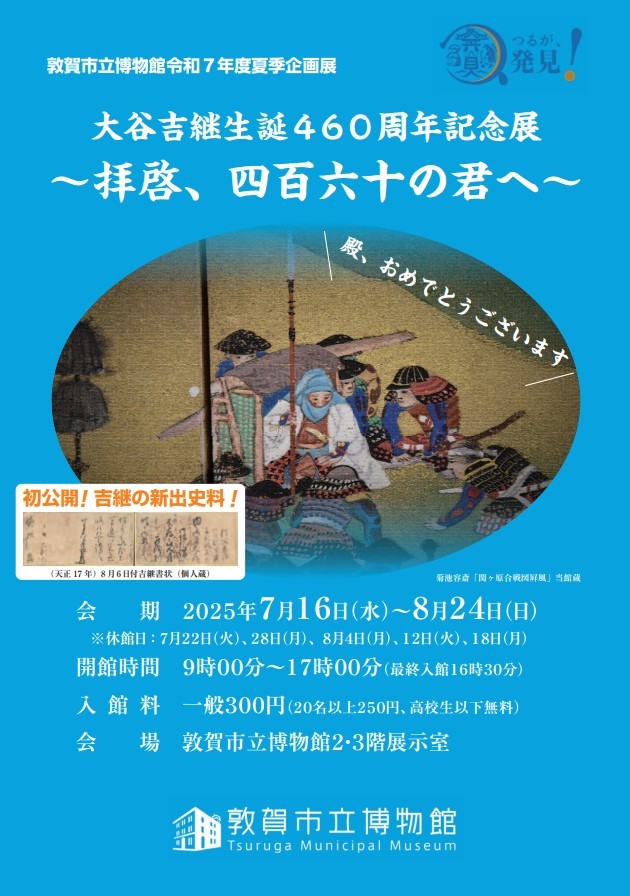 敦賀市立博物館令和7年度夏季企画展
つるが、
発見!
大谷吉継生誕460周年記念展
～拝啓、四百六十の君へ～
殿、おめでとうございます
初公開!吉継の新出史料!
(天正17年)8月6日付吉継書状(個人蔵)
菊池容斎「関ヶ原合戦図屏風」当館蔵
会期 2025年7月16日(水)～8月24日(日)
※休館日:7月22日(火)、28日(月)、8月4日(月)、12日(火)、18日(月)
開館時間 9時00分～17時00分(最終入館16時30分)
入館料 一般300円(20名以上250円、高校生以下無料)
会場 敦賀市立博物館2・3階展示室
敦賀市立博物館
Tsuruga Municipal Museum